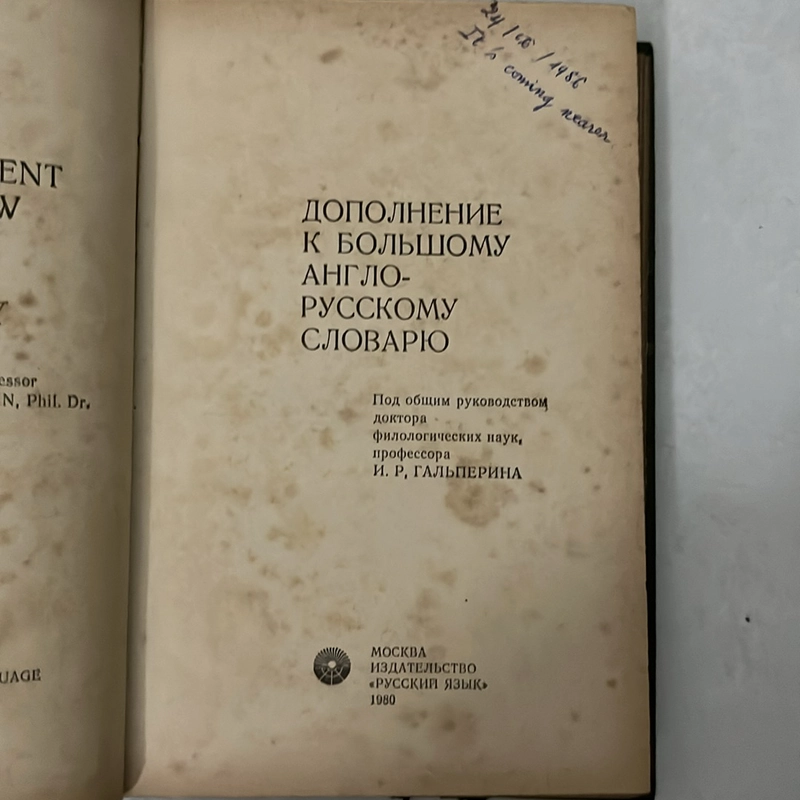 ENT
W
Y
essor
N, Phil. Dr.
UAGE
24/IX/1986
It's coming nearer
ДОПОЛНЕНИЕ
К БОЛЬШОМУ
АНГЛО-
РУССКОМУ
СЛОВАРЮ
Под общим руководством
доктора
филологических наук,
профессора
И. Р. ГАЛЬПЕРИНА
МОСКВА
ИЗДАТЕЛЬСТВО
«РУССКИЙ ЯЗЫК»
1980